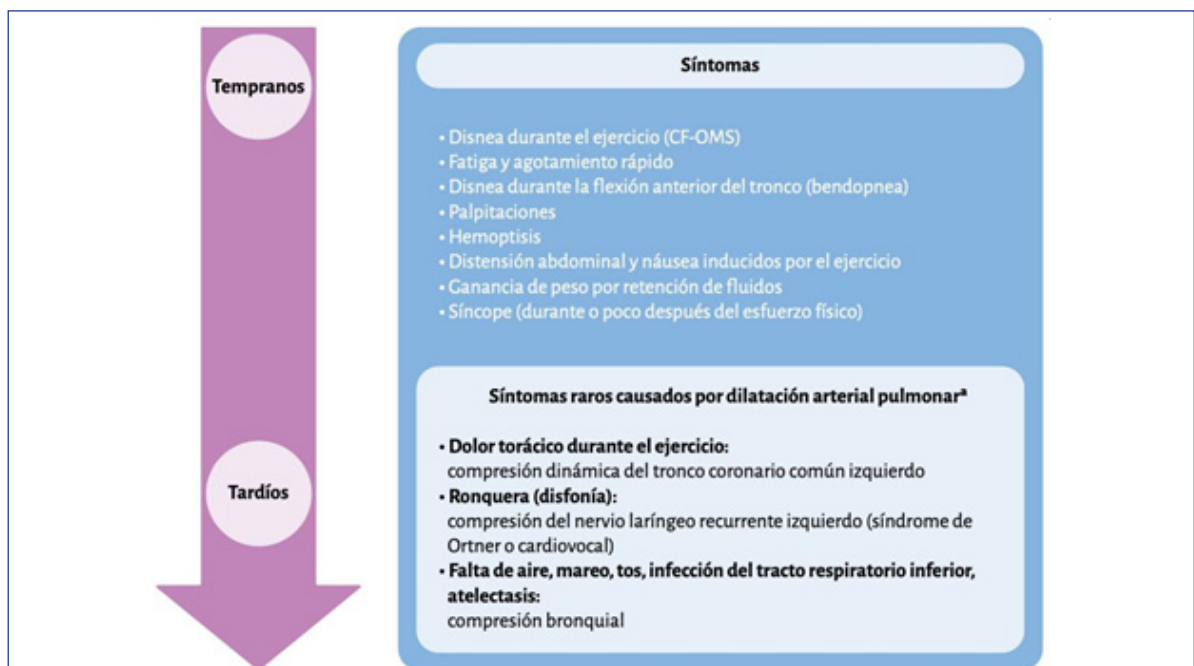 Tempranos
Síntomas
• Disnea durante el ejercicio (CF-OMS)
• Fatiga y agotamiento rápido
• Disnea durante la flexión anterior del tronco (bendopnea)
• Palpitaciones
• Hemoptisis
• Distensión abdominal y náusea inducidos por el ejercicio
• Ganancia de peso por retención de fluidos
• Síncope (durante o poco después del esfuerzo físico)
Síntomas raros causados por dilatación arterial pulmonarª
• Dolor torácico durante el ejercicio:
compresión dinámica del tronco coronario común izquierdo
Tardíos
• Ronquera (disfonía):
compresión del nervio laríngeo recurrente izquierdo (síndrome de
Ortner o cardiovocal)
• Falta de aire, mareo, tos, infección del tracto respiratorio inferior,
atelectasis:
compresión bronquial